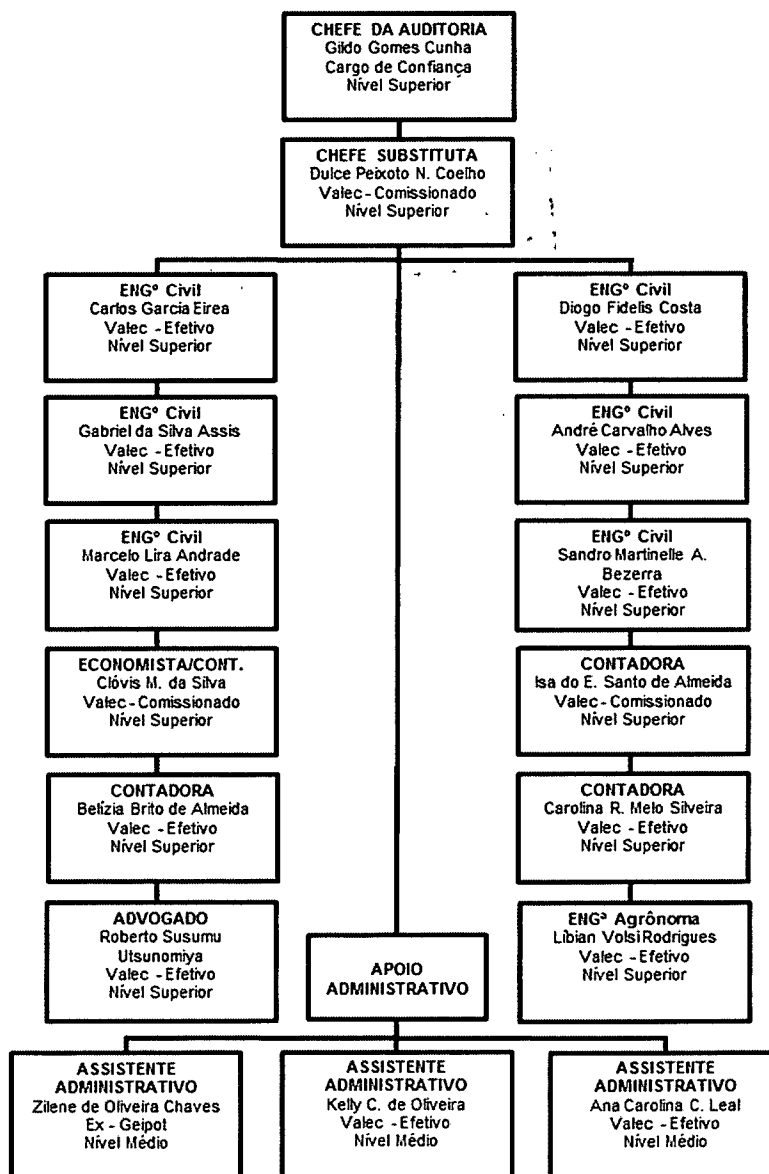 CHEFE DA AUDITORIA
Gildo Gomes Cunha
Cargo de Confiança
Nível Superior
CHEFE SUBSTITUTA
Dulce Peixoto N. Coelho
Valec - Comissionado
Nível Superior
ENGº Civil
Carlos Garcia Eirea
Valec - Efetivo
Nível Superior
ENGº Civil
Diogo Fidelis Costa
Valec - Efetivo
Nível Superior
ENGº Civil
Gabriel da Silva Assis
Valec - Efetivo
Nível Superior
ENGº Civil
André Carvalho Alves
Valec - Efetivo
Nível Superior
ENGº Civil
Marcelo Lira Andrade
Valec - Efetivo
Nível Superior
ENGº Civil
Sandro Martinelle A.
Bezerra
Valec - Efetivo
Nível Superior
ECONOMISTA/CONT.
Clóvis M. da Silva
Valec - Comissionado
Nível Superior
CONTADORA
Isa do E. Santo de Almeida
Valec - Comissionado
Nível Superior
CONTADORA
Belízia Brito de Almeida
Valec - Efetivo
Nível Superior
CONTADORA
Carolina R. Melo Silveira
Valec - Efetivo
Nível Superior
ADVOGADO
Roberto Susumu
Utsunomiya
Valec - Efetivo
Nível Superior
ENGª Agrônoma
Líbian Volsi Rodrigues
Valec - Efetivo
Nível Superior
APOIO
ADMINISTRATIVO
ASSISTENTE
ADMINISTRATIVO
Zilene de Oliveira Chaves
Ex - Geipot
Nível Médio
ASSISTENTE
ADMINISTRATIVO
Kelly C. de Oliveira
Valec - Efetivo
Nível Médio
ASSISTENTE
ADMINISTRATIVO
Ana Carolina C. Leal
Valec - Efetivo
Nível Médio